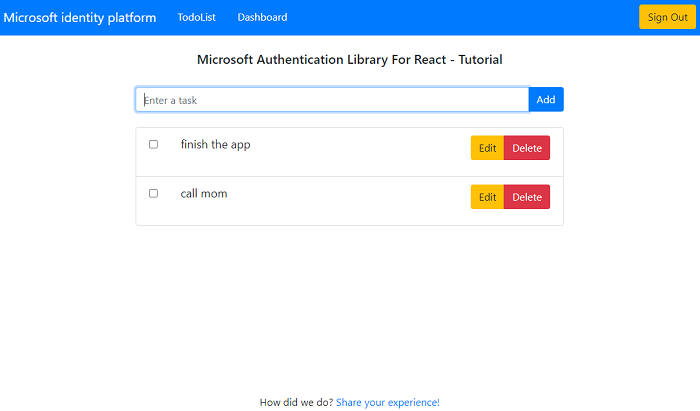 Microsoft identity platform TodoList Dashboard Sign Out
Microsoft Authentication Library For React - Tutorial
Enter a task Add
finish the app Edit Delete
call mom Edit Delete
How did we do? Share your experience!